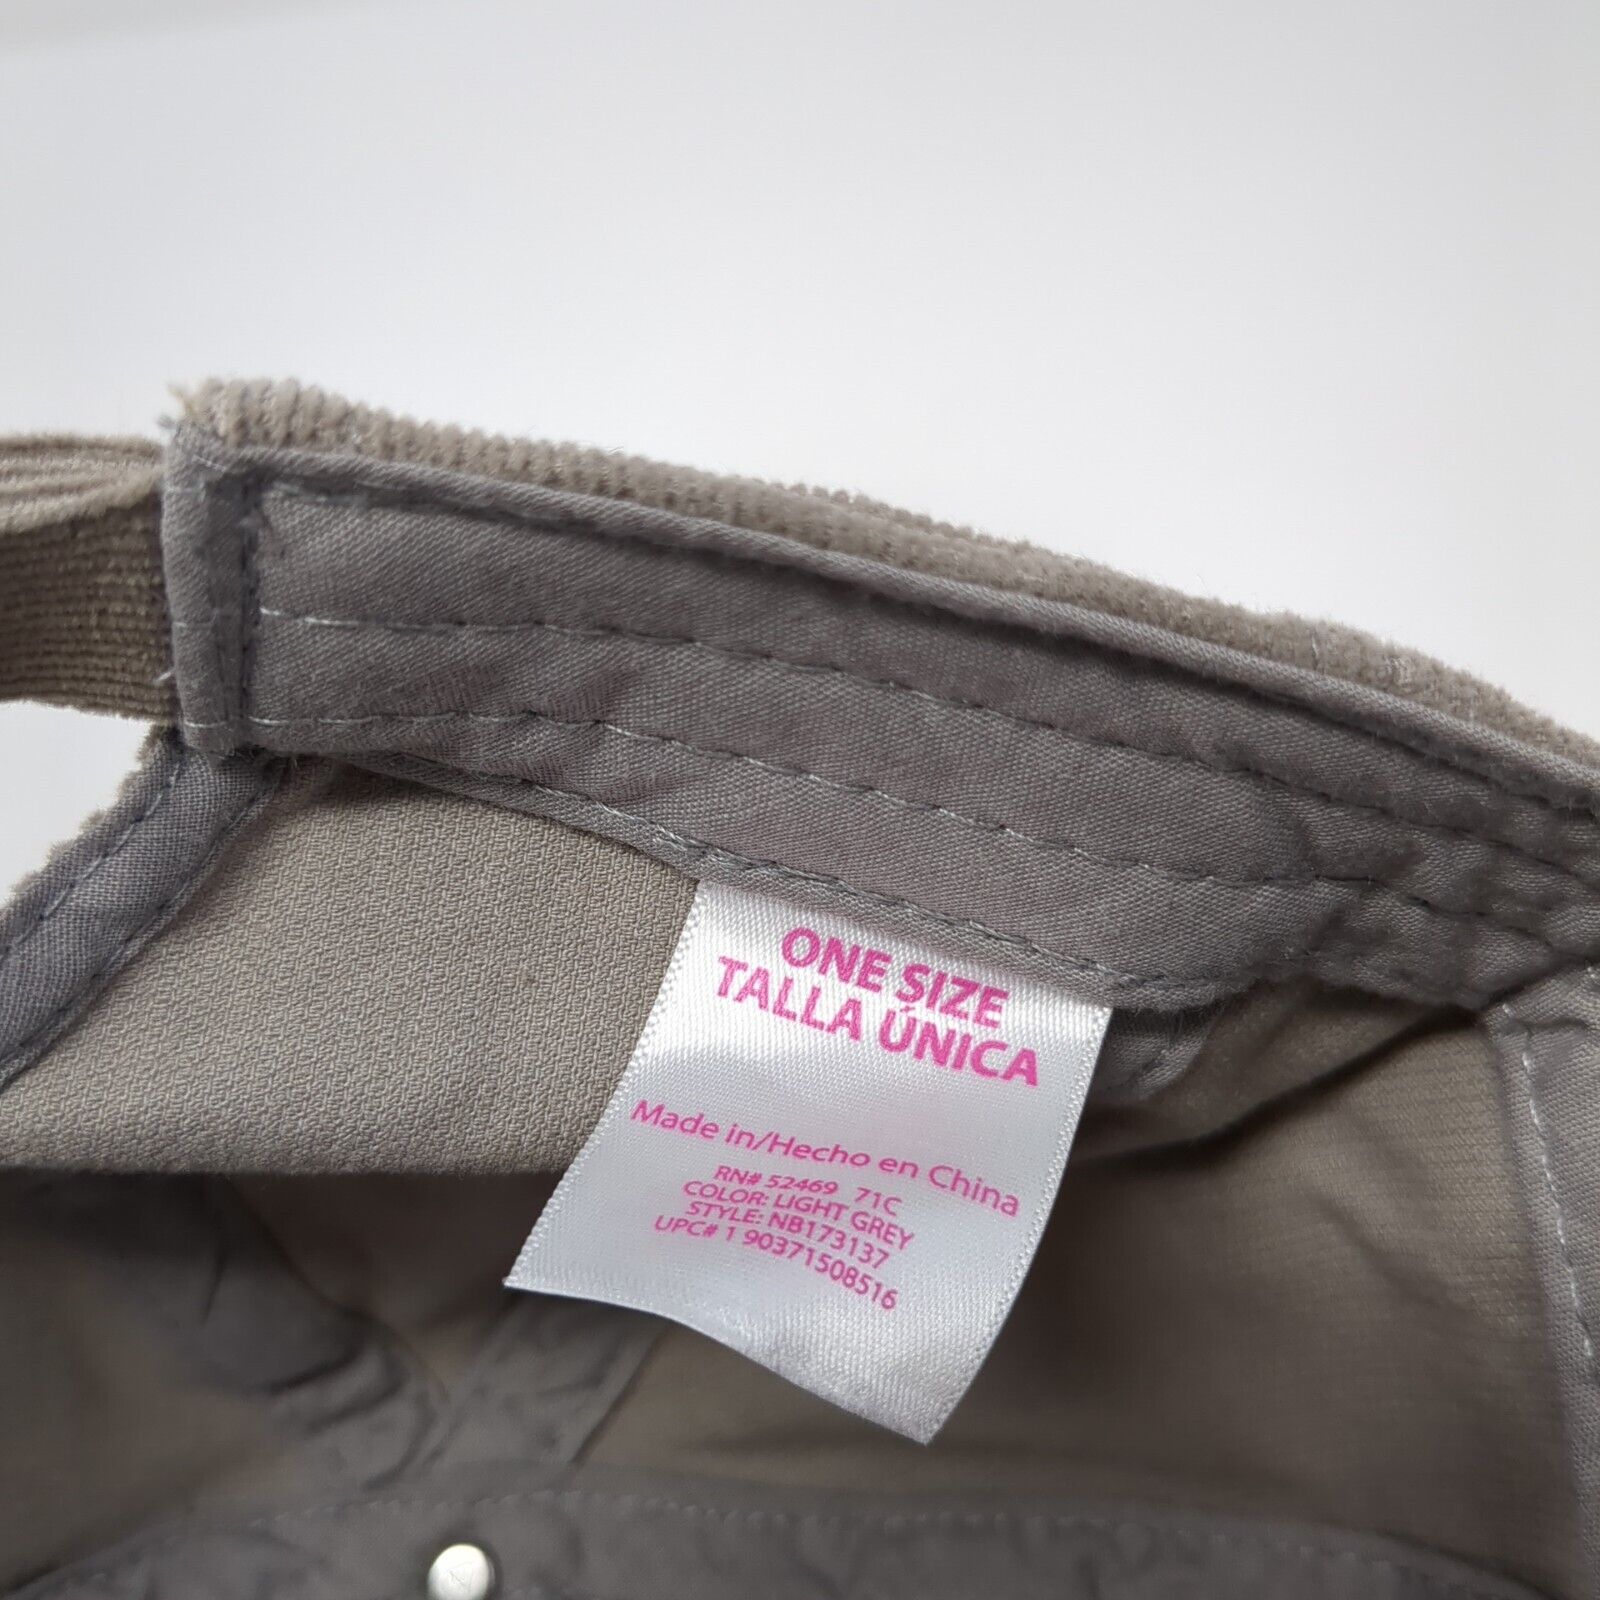 ONE SIZE
TALLA ÚNICA
Made in/Hecho en China
RN# 52469 71C
COLOR: LIGHT GREY
STYLE: NB173137
UPC# 1 90371508516